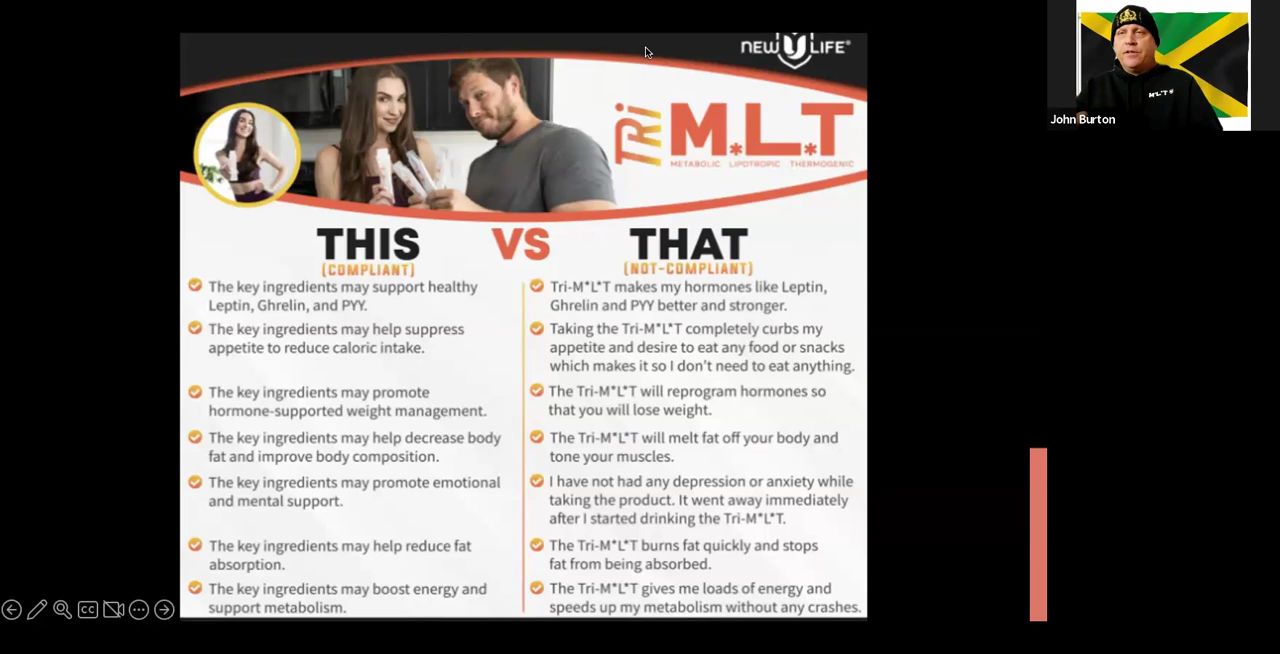 NEW U LIFE®
John Burton
M*L*T
TRi M.L.T
METABOLIC LIPOTROPIC THERMOGENIC
THIS VS THAT
(COMPLIANT) (NOT-COMPLIANT)
The key ingredients may support healthy
Leptin, Ghrelin, and PYY.
The key ingredients may help suppress
appetite to reduce caloric intake.
The key ingredients may promote
hormone-supported weight management.
The key ingredients may help decrease body
fat and improve body composition.
The key ingredients may promote emotional
and mental support.
The key ingredients may help reduce fat
absorption.
The key ingredients may boost energy and
support metabolism.
Tri-M*L*T makes my hormones like Leptin,
Ghrelin and PYY better and stronger.
Taking the Tri-M*L*T completely curbs my
appetite and desire to eat any food or snacks
which makes it so I don't need to eat anything.
The Tri-M*L*T will reprogram hormones so
that you will lose weight.
The Tri-M*L*T will melt fat off your body and
tone your muscles.
I have not had any depression or anxiety while
taking the product. It went away immediately
after I started drinking the Tri-M*L*T.
The Tri-M*L*T burns fat quickly and stops
fat from being absorbed.
The Tri-M*L*T gives me loads of energy and
speeds up my metabolism without any crashes.
CC